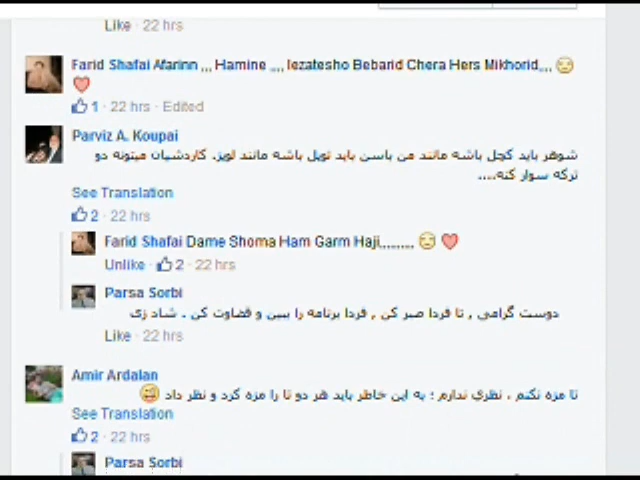 Like · 22 hrs
Farid Shafai Afarinn ,,, Hamine ,,,, lezatesho Bebarid Chera Hers Mikhorid,,,, 😒
❤
1 · 22 hrs · Edited
Parviz A. Koupai
شوهر باید کچل باشه مانند من باسن باید توپل باشه مانند لوپز. کاردشیان میتونه دو
ترکه سوار کنه....
See Translation
2 · 22 hrs
Farid Shafai Dame Shoma Ham Garm Haji,,,,,,,,, 😒 ❤
Unlike · 2 · 22 hrs
Parsa Sorbi
دوست گرامی , تا فردا صبر کن , فردا برنامه را ببین و قضاوت کن . شاد زی
Like · 22 hrs
Amir Ardalan
تا مزه نکنم ، نظری ندارم ؛ به این خاطر باید هر دو تا را مزه کرد و نظر داد 😜
See Translation
2 · 22 hrs
Parsa Sorbi